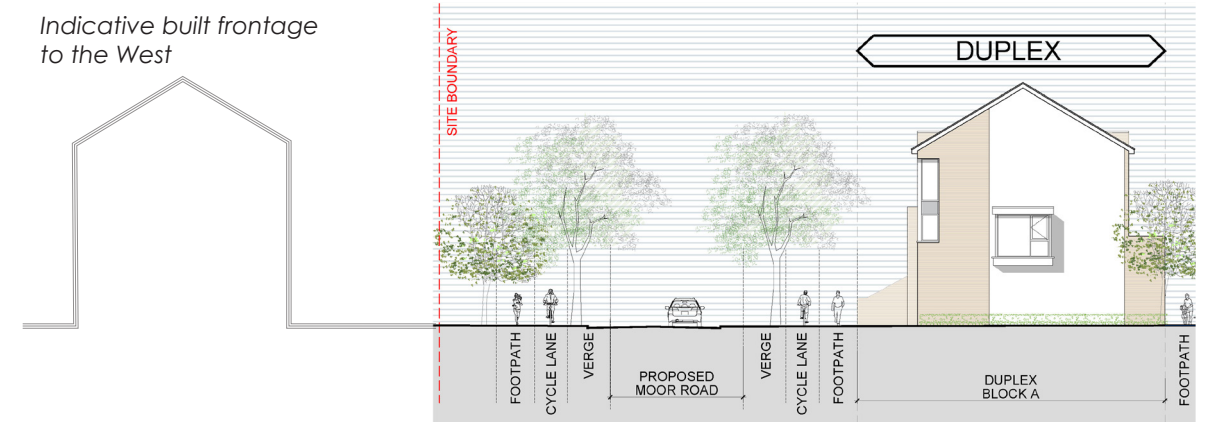 Indicative built frontage
to the West
SITE BOUNDARY
DUPLEX
FOOTPATH
CYCLE LANE
VERGE
PROPOSED
MOOR ROAD
VERGE
CYCLE LANE
FOOTPATH
DUPLEX
BLOCK A
FOOTPATH